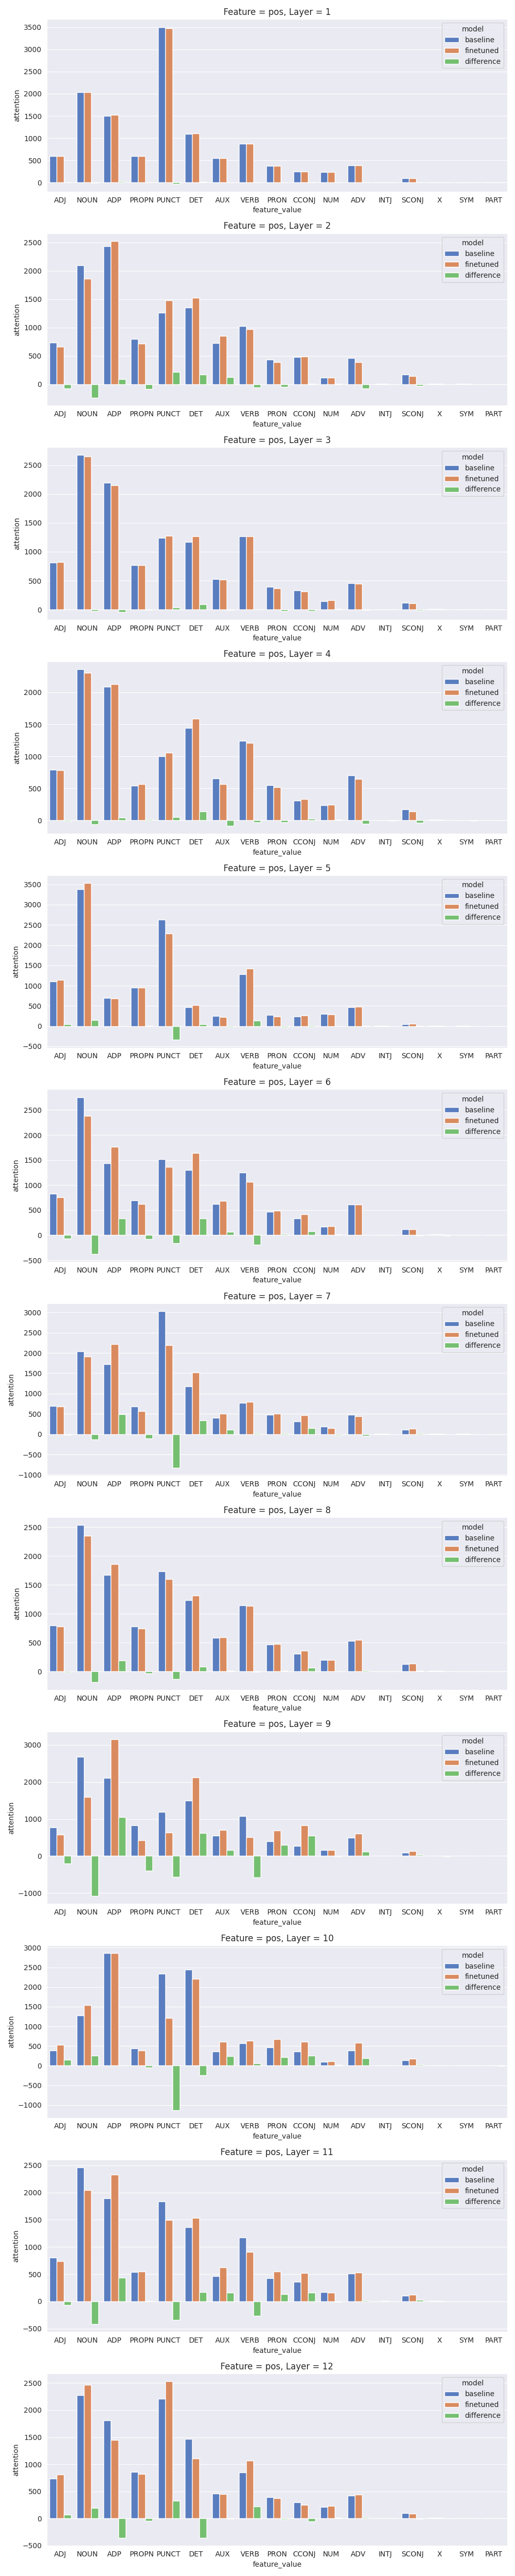 Feature = pos, Layer = 1
model
baseline
finetuned
difference
attention
3500
3000
2500
2000
1500
1000
500
0
ADJ NOUN ADP PROPN PUNCT DET AUX VERB PRON CCONJ NUM ADV INTJ SCONJ X SYM PART
feature_value
Feature = pos, Layer = 2
model
baseline
finetuned
difference
attention
2500
2000
1500
1000
500
0
ADJ NOUN ADP PROPN PUNCT DET AUX VERB PRON CCONJ NUM ADV INTJ SCONJ X SYM PART
feature_value
Feature = pos, Layer = 3
model
baseline
finetuned
difference
attention
2500
2000
1500
1000
500
0
ADJ NOUN ADP PROPN PUNCT DET AUX VERB PRON CCONJ NUM ADV INTJ SCONJ X SYM PART
feature_value
Feature = pos, Layer = 4
model
baseline
finetuned
difference
attention
2000
1500
1000
500
0
ADJ NOUN ADP PROPN PUNCT DET AUX VERB PRON CCONJ NUM ADV INTJ SCONJ X SYM PART
feature_value
Feature = pos, Layer = 5
model
baseline
finetuned
difference
attention
3500
3000
2500
2000
1500
1000
500
0
−500
ADJ NOUN ADP PROPN PUNCT DET AUX VERB PRON CCONJ NUM ADV INTJ SCONJ X SYM PART
feature_value
Feature = pos, Layer = 6
model
baseline
finetuned
difference
attention
2500
2000
1500
1000
500
0
−500
ADJ NOUN ADP PROPN PUNCT DET AUX VERB PRON CCONJ NUM ADV INTJ SCONJ X SYM PART
feature_value
Feature = pos, Layer = 7
model
baseline
finetuned
difference
attention
3000
2500
2000
1500
1000
500
0
−500
−1000
ADJ NOUN ADP PROPN PUNCT DET AUX VERB PRON CCONJ NUM ADV INTJ SCONJ X SYM PART
feature_value
Feature = pos, Layer = 8
model
baseline
finetuned
difference
attention
2500
2000
1500
1000
500
0
ADJ NOUN ADP PROPN PUNCT DET AUX VERB PRON CCONJ NUM ADV INTJ SCONJ X SYM PART
feature_value
Feature = pos, Layer = 9
model
baseline
finetuned
difference
attention
3000
2000
1000
0
−1000
ADJ NOUN ADP PROPN PUNCT DET AUX VERB PRON CCONJ NUM ADV INTJ SCONJ X SYM PART
feature_value
Feature = pos, Layer = 10
model
baseline
finetuned
difference
attention
3000
2500
2000
1500
1000
500
0
−500
−1000
ADJ NOUN ADP PROPN PUNCT DET AUX VERB PRON CCONJ NUM ADV INTJ SCONJ X SYM PART
feature_value
Feature = pos, Layer = 11
model
baseline
finetuned
difference
attention
2500
2000
1500
1000
500
0
−500
ADJ NOUN ADP PROPN PUNCT DET AUX VERB PRON CCONJ NUM ADV INTJ SCONJ X SYM PART
feature_value
Feature = pos, Layer = 12
model
baseline
finetuned
difference
attention
2500
2000
1500
1000
500
0
−500
ADJ NOUN ADP PROPN PUNCT DET AUX VERB PRON CCONJ NUM ADV INTJ SCONJ X SYM PART
feature_value